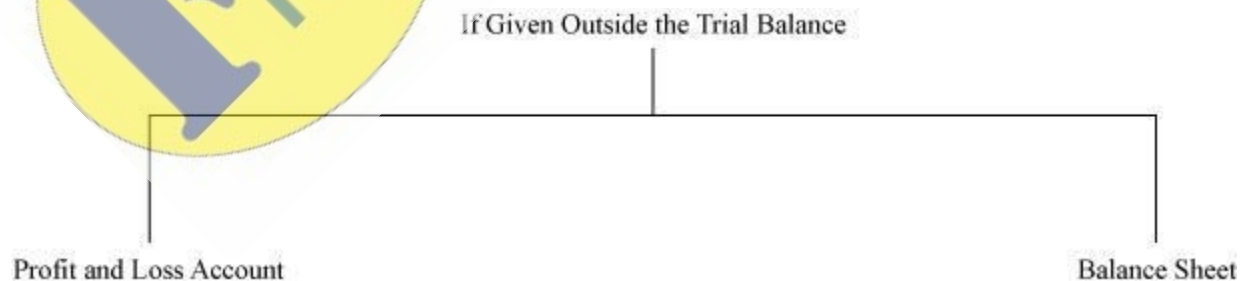 If Given Outside the Trial Balance
Profit and Loss Account
Balance Sheet